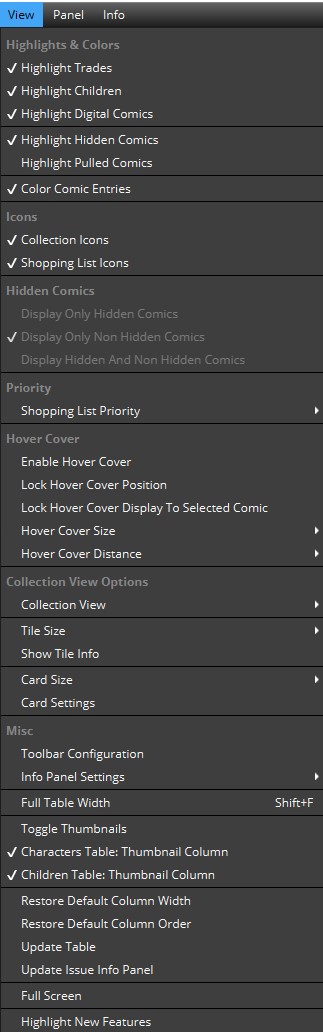 View Panel Info
Highlights & Colors
Highlight Trades
Highlight Children
Highlight Digital Comics
Highlight Hidden Comics
Highlight Pulled Comics
Color Comic Entries
Icons
Collection Icons
Shopping List Icons
Hidden Comics
Display Only Hidden Comics
Display Only Non Hidden Comics
Display Hidden And Non Hidden Comics
Priority
Shopping List Priority
Hover Cover
Enable Hover Cover
Lock Hover Cover Position
Lock Hover Cover Display To Selected Comic
Hover Cover Size
Hover Cover Distance
Collection View Options
Collection View
Tile Size
Show Tile Info
Card Size
Card Settings
Misc
Toolbar Configuration
Info Panel Settings
Full Table Width Shift+F
Toggle Thumbnails
Characters Table: Thumbnail Column
Children Table: Thumbnail Column
Restore Default Column Width
Restore Default Column Order
Update Table
Update Issue Info Panel
Full Screen
Highlight New Features